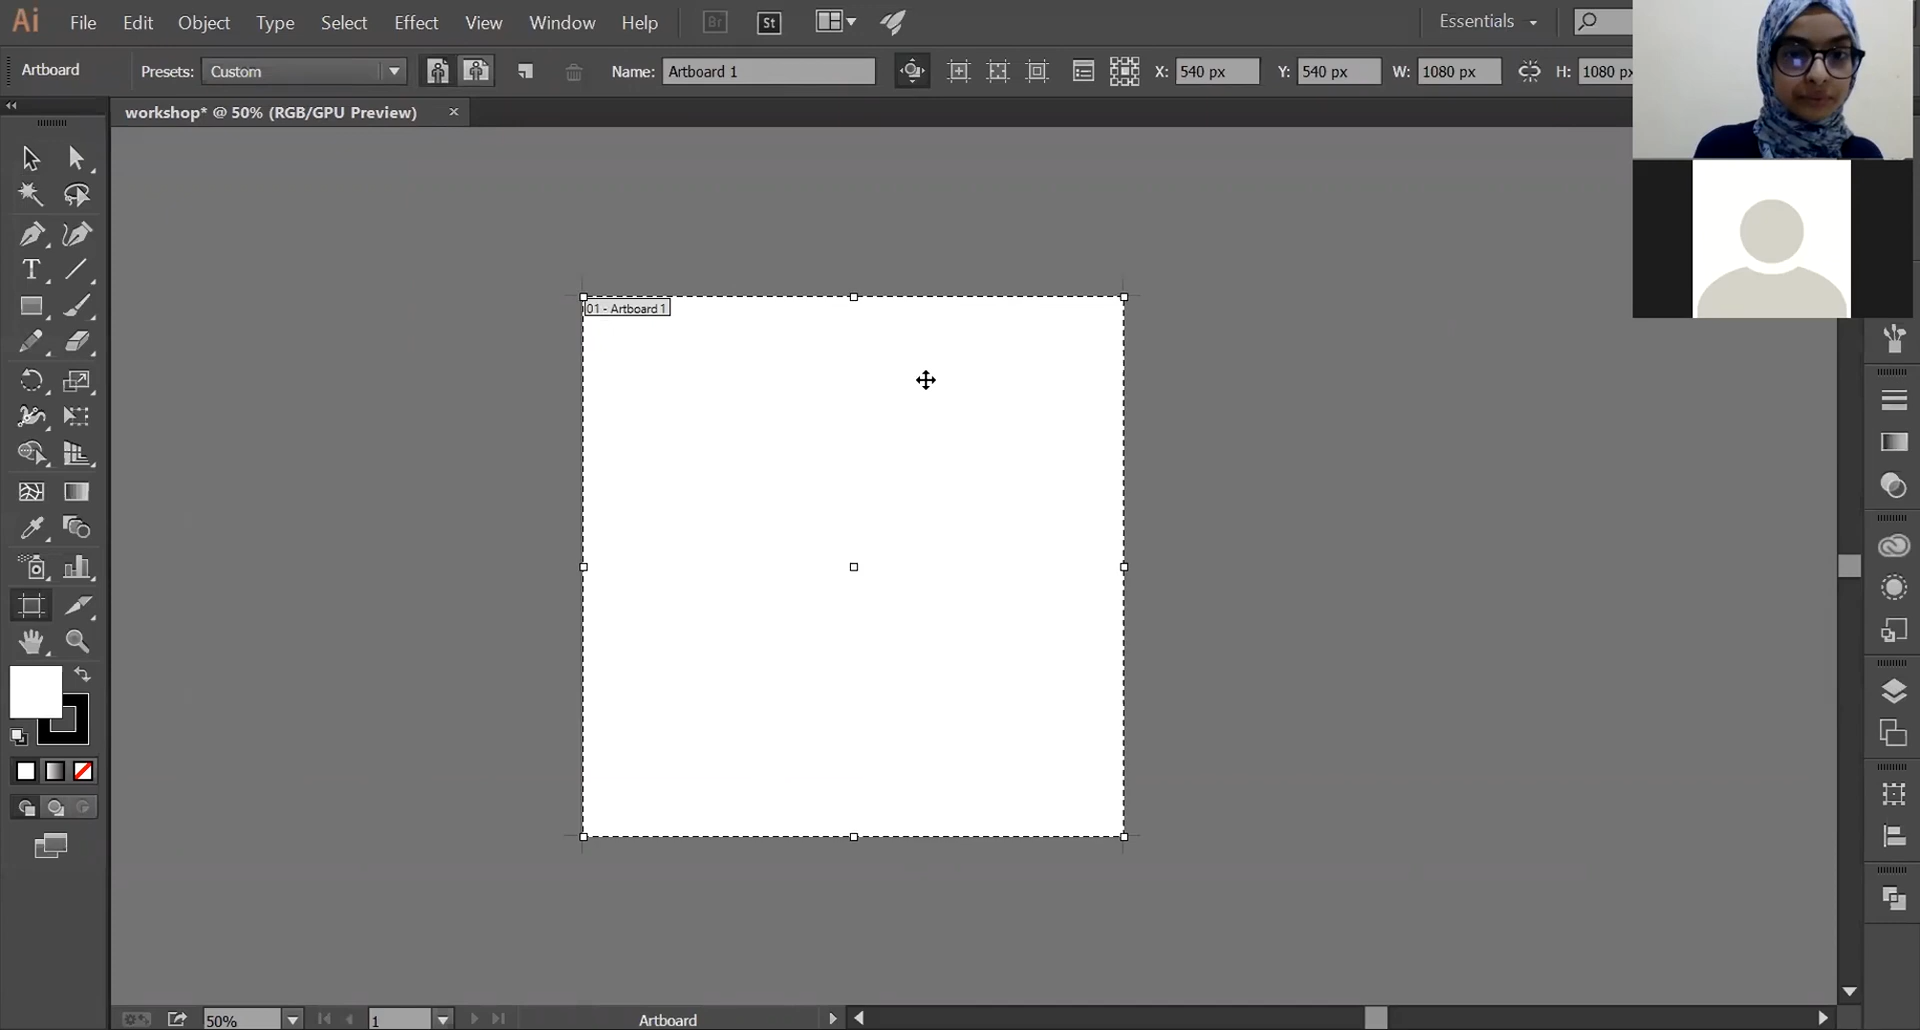 Ai File Edit Object Type Select Effect View Window Help Br St Essentials
Artboard Presets: Custom Name: Artboard 1 X: 540 px Y: 540 px W: 1080 px H: 1080 px
workshop* @ 50% (RGB/GPU Preview) ×
01 - Artboard 1
T
50% 1 Artboard